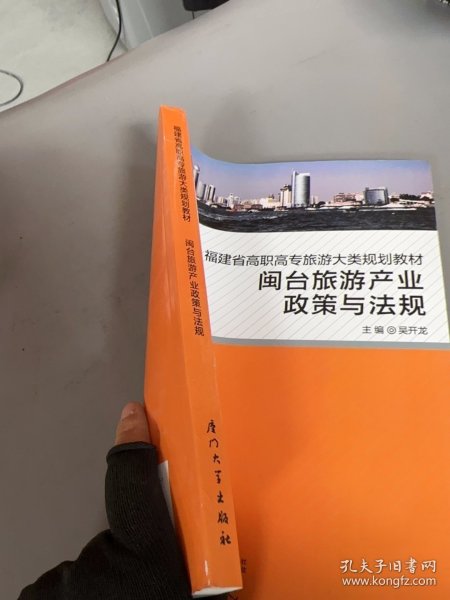 福建省高职高专旅游大类规划教材
闽台旅游产业政策与法规
厦门大学出版社
福建省高职高专旅游大类规划教材
闽台旅游产业
政策与法规
主编◎吴开龙
孔夫子旧书网
www.kongfz.com